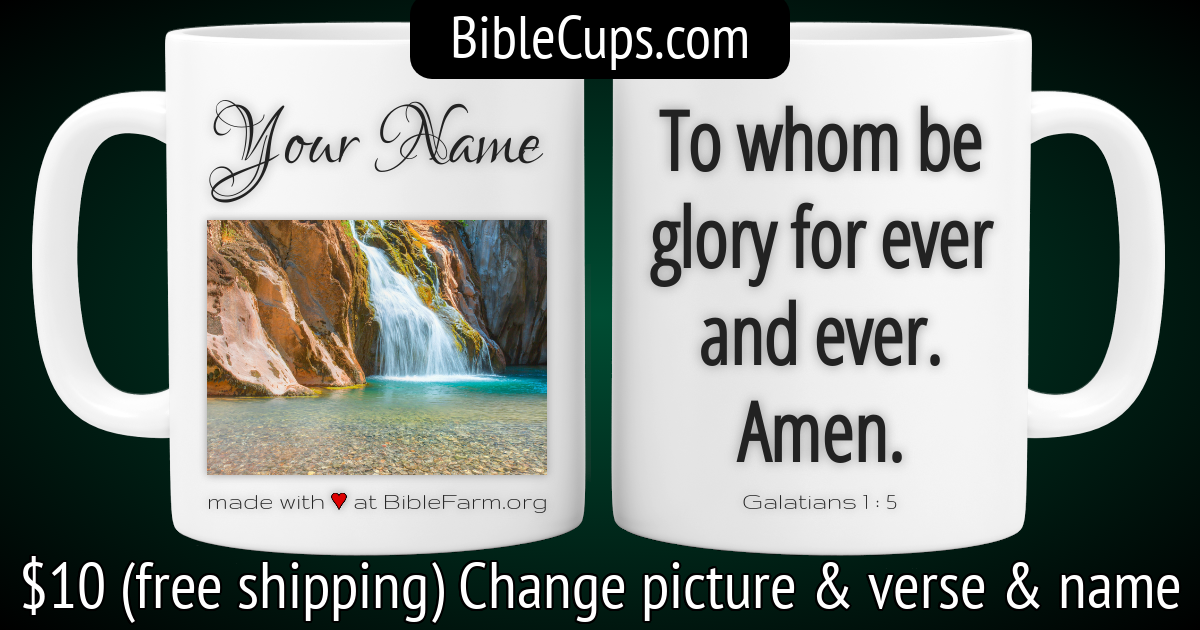 BibleCups.com
Your Name
made with ♥ at BibleFarm.org
To whom be
glory for ever
and ever.
Amen.
Galatians 1 : 5
$10 (free shipping) Change picture & verse & name